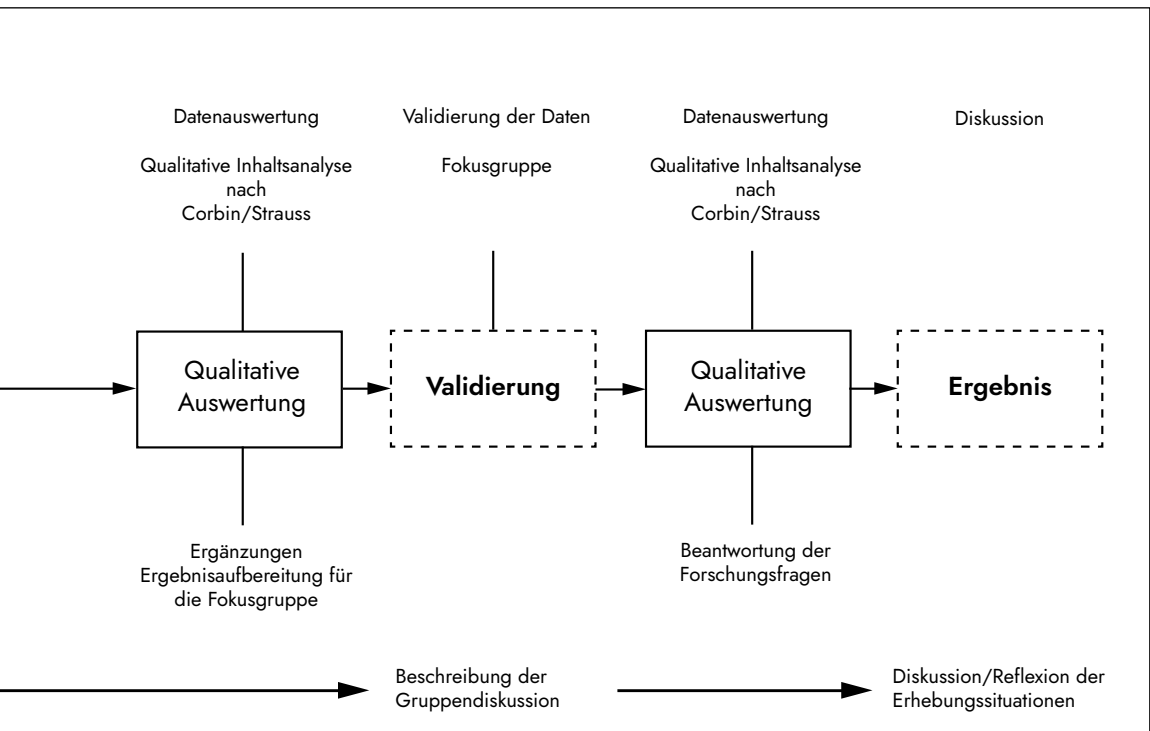 Datenauswertung
Qualitative Inhaltsanalyse
nach
Corbin/Strauss
Validierung der Daten
Fokusgruppe
Datenauswertung
Qualitative Inhaltsanalyse
nach
Corbin/Strauss
Diskussion
Qualitative
Auswertung
Validierung
Qualitative
Auswertung
Ergebnis
Ergänzungen
Ergebnisaufbereitung für
die Fokusgruppe
Beantwortung der
Forschungsfragen
Beschreibung der
Gruppendiskussion
Diskussion/Reflexion der
Erhebungssituationen